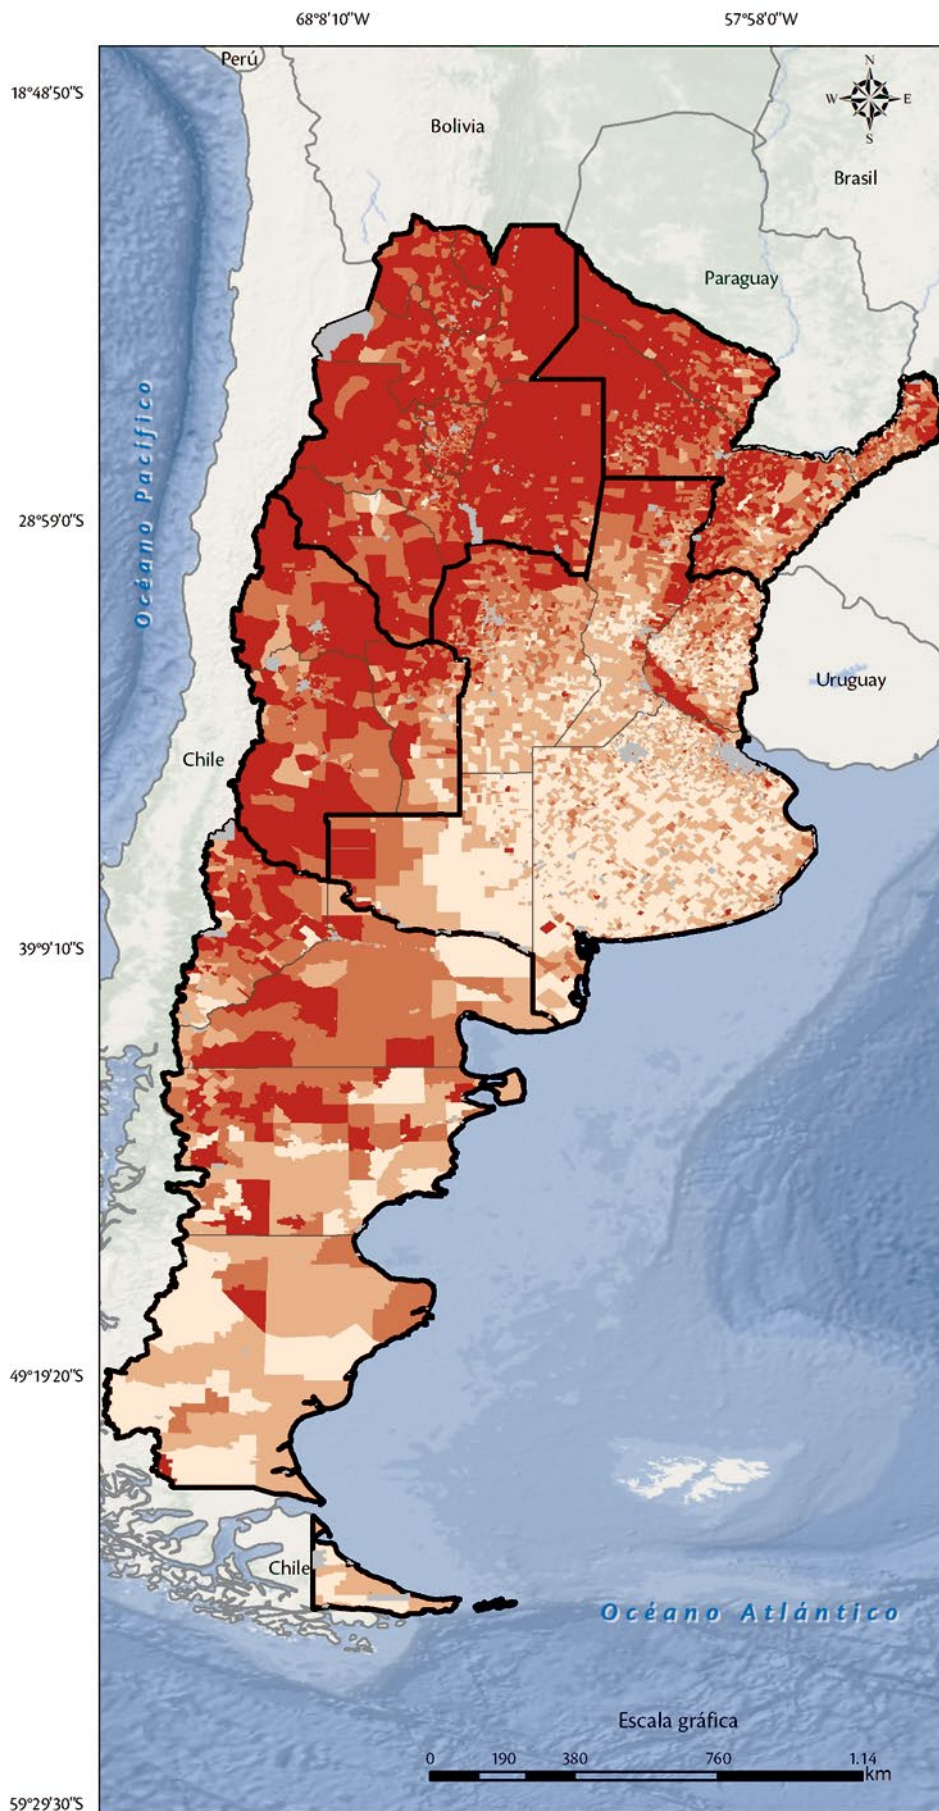 68°8'10"W
57°58'0"W
Perú
18°48'50"S
N
W
E
S
Bolivia
Brasil
Paraguay
Océano Pacífico
28°59'0"S
Uruguay
Chile
39°9'10"S
49°19'20"S
Chile
Océano Atlántico
Escala gráfica
0 190 380 760 1.14
km
59°29'30"S